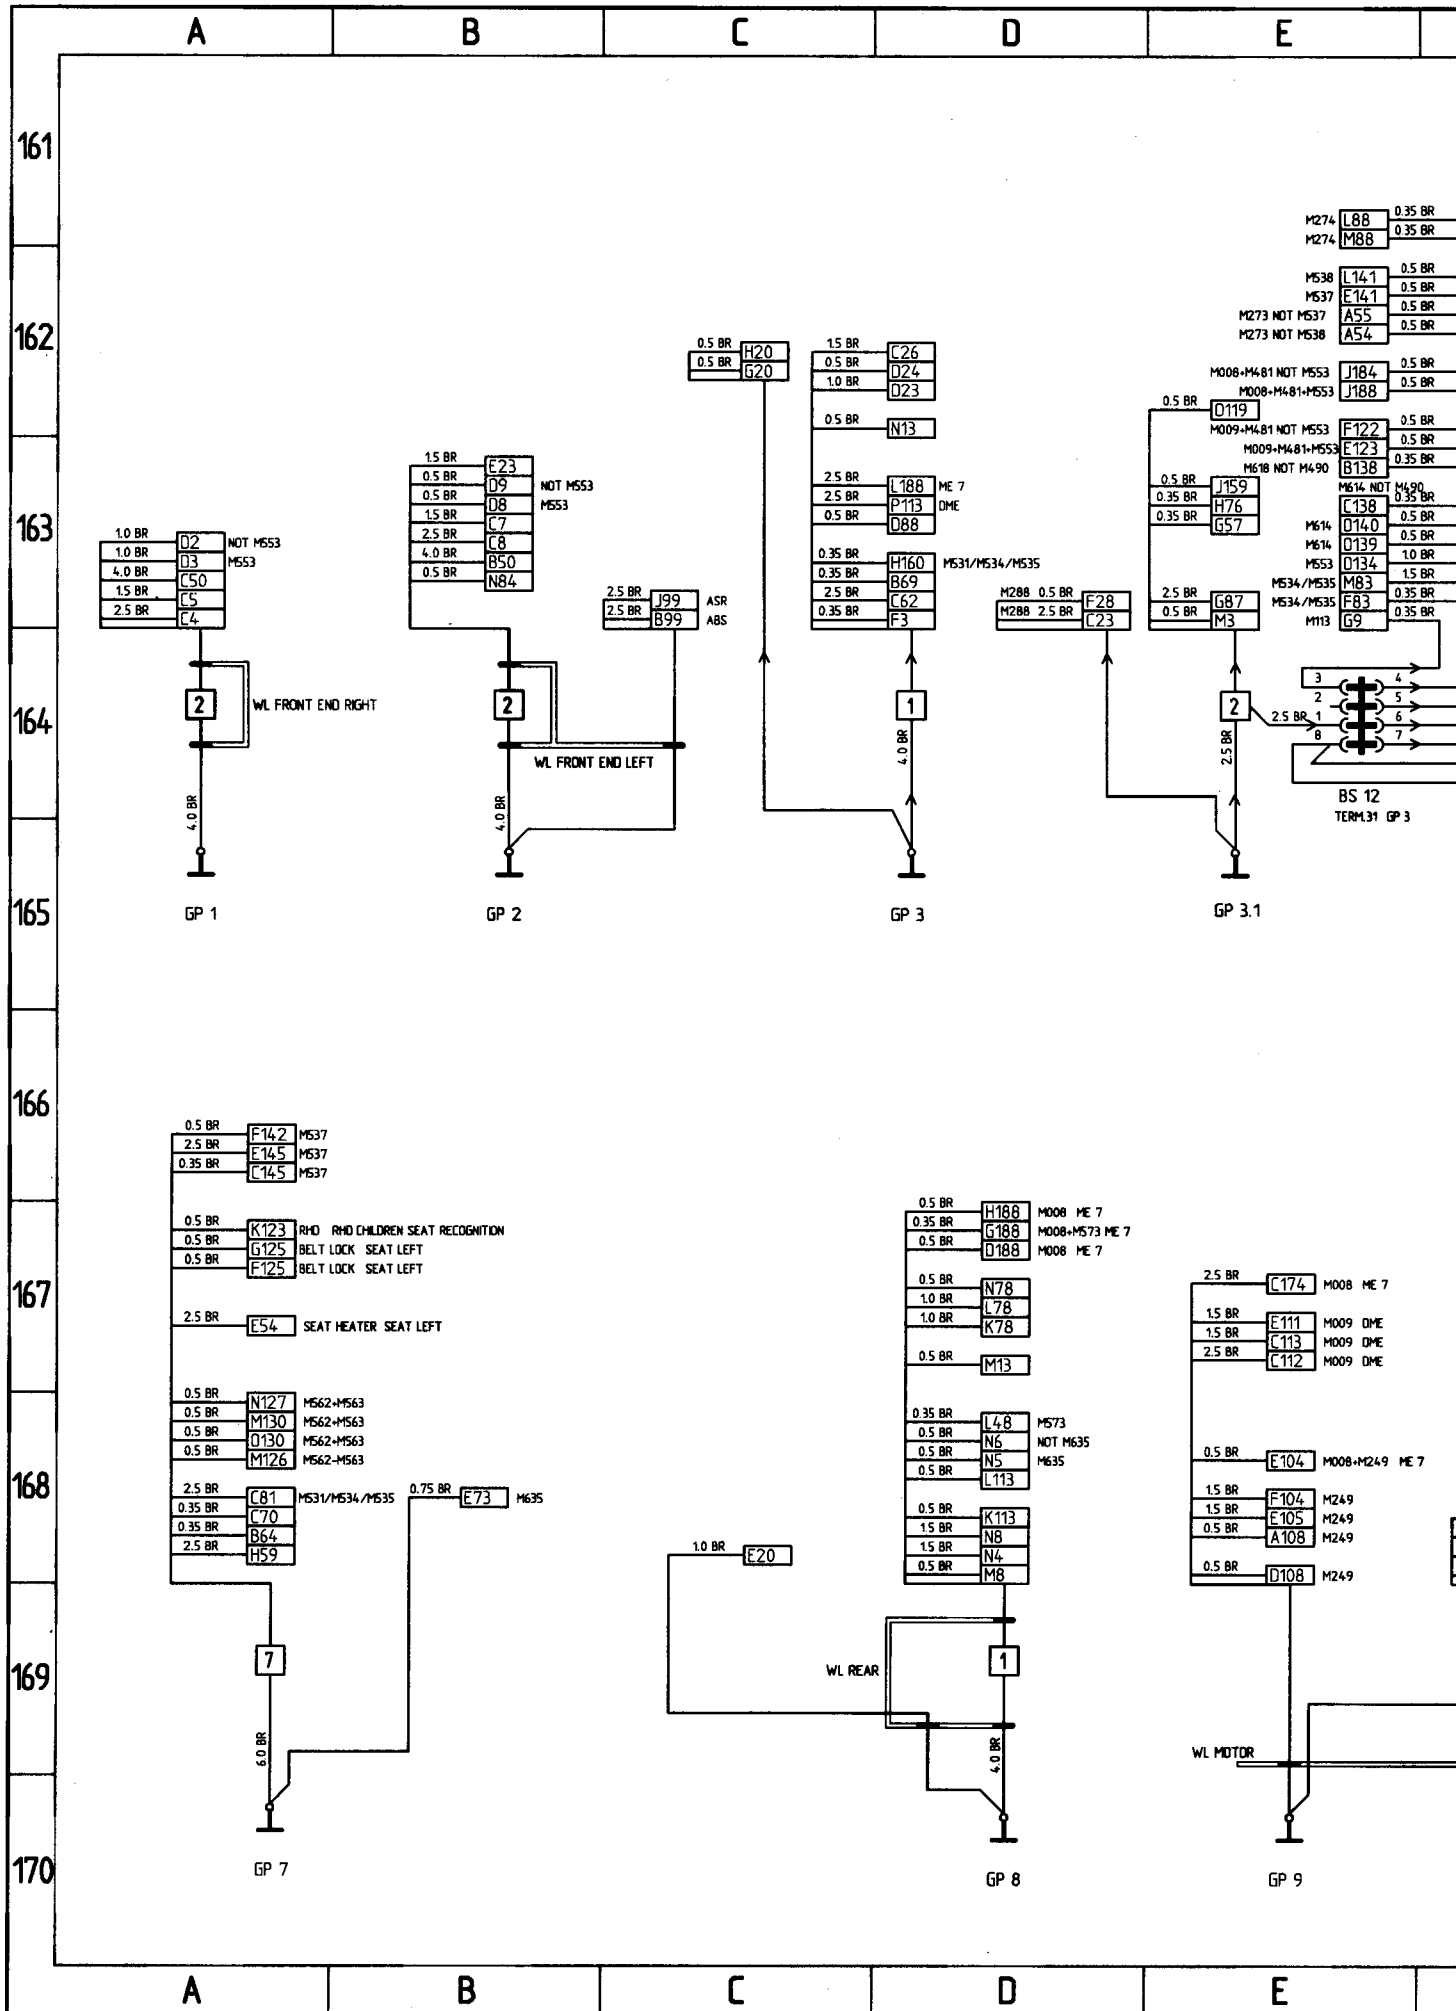 A B C D E
161
162
163
164
165
166
167
168
169
170
1.0 BR D2 NOT M553
1.0 BR D3 M553
4.0 BR C50
1.5 BR C5
2.5 BR C4
2
WL FRONT END RIGHT
4.0 BR
GP 1
1.5 BR E23
0.5 BR D9 NOT M553
0.5 BR D8 M553
1.5 BR C7
2.5 BR C8
4.0 BR B50
0.5 BR N84
2
WL FRONT END LEFT
4.0 BR
GP 2
2.5 BR J99 ASR
2.5 BR B99 ABS
0.5 BR H20
0.5 BR G20
1.5 BR C26
0.5 BR D24
1.0 BR D23
0.5 BR N13
2.5 BR L188 ME 7
2.5 BR P113 DME
0.5 BR D88
0.35 BR H160 M531/M534/M535
0.35 BR B69
2.5 BR C62
0.35 BR F3
1
4.0 BR
GP 3
M288 0.5 BR F28
M288 2.5 BR C23
0.5 BR O119
0.5 BR J159
0.35 BR H76
0.35 BR G57
2.5 BR G87
0.5 BR M3
2
2.5 BR
2.5 BR
GP 3.1
M274 L88 0.35 BR
M274 M88 0.35 BR
M538 L141 0.5 BR
M537 E141 0.5 BR
M273 NOT M537 A55 0.5 BR
M273 NOT M538 A54 0.5 BR
M008+M481 NOT M553 J184 0.5 BR
M008+M481+M553 J188 0.5 BR
M009+M481 NOT M553 F122 0.5 BR
M009+M481+M553 E123 0.5 BR
M618 NOT M490 B138 0.35 BR
M614 NOT M490
C138 0.35 BR
M614 D140 0.5 BR
M614 D139 0.5 BR
M553 D134 1.0 BR
M534/M535 M83 1.5 BR
M534/M535 F83 0.35 BR
M113 G9 0.35 BR
3 4
2 5
1 6
8 7
BS 12
TERM.31 GP 3
0.5 BR F142 M537
2.5 BR E145 M537
0.35 BR C145 M537
0.5 BR K123 RHD RHD CHILDREN SEAT RECOGNITION
0.5 BR G125 BELT LOCK SEAT LEFT
0.5 BR F125 BELT LOCK SEAT LEFT
2.5 BR E54 SEAT HEATER SEAT LEFT
0.5 BR N127 M562+M563
0.5 BR M130 M562+M563
0.5 BR O130 M562+M563
0.5 BR M126 M562-M563
2.5 BR C81 M531/M534/M535
0.35 BR C70
0.35 BR B64
2.5 BR H59
7
6.0 BR
GP 7
0.75 BR E73 M635
1.0 BR E20
0.5 BR H188 M008 ME 7
0.35 BR G188 M008+M573 ME 7
0.5 BR D188 M008 ME 7
0.5 BR N78
1.0 BR L78
1.0 BR K78
0.5 BR M13
0.35 BR L48 M573
0.5 BR N6 NOT M635
0.5 BR N5 M635
0.5 BR L113
0.5 BR K113
1.5 BR N8
1.5 BR N4
0.5 BR M8
WL REAR
1
4.0 BR
GP 8
2.5 BR C174 M008 ME 7
1.5 BR E111 M009 DME
1.5 BR C113 M009 DME
2.5 BR C112 M009 DME
0.5 BR E104 M008+M249 ME 7
1.5 BR F104 M249
1.5 BR E105 M249
0.5 BR A108 M249
0.5 BR D108 M249
WL MOTOR
GP 9
A B C D E